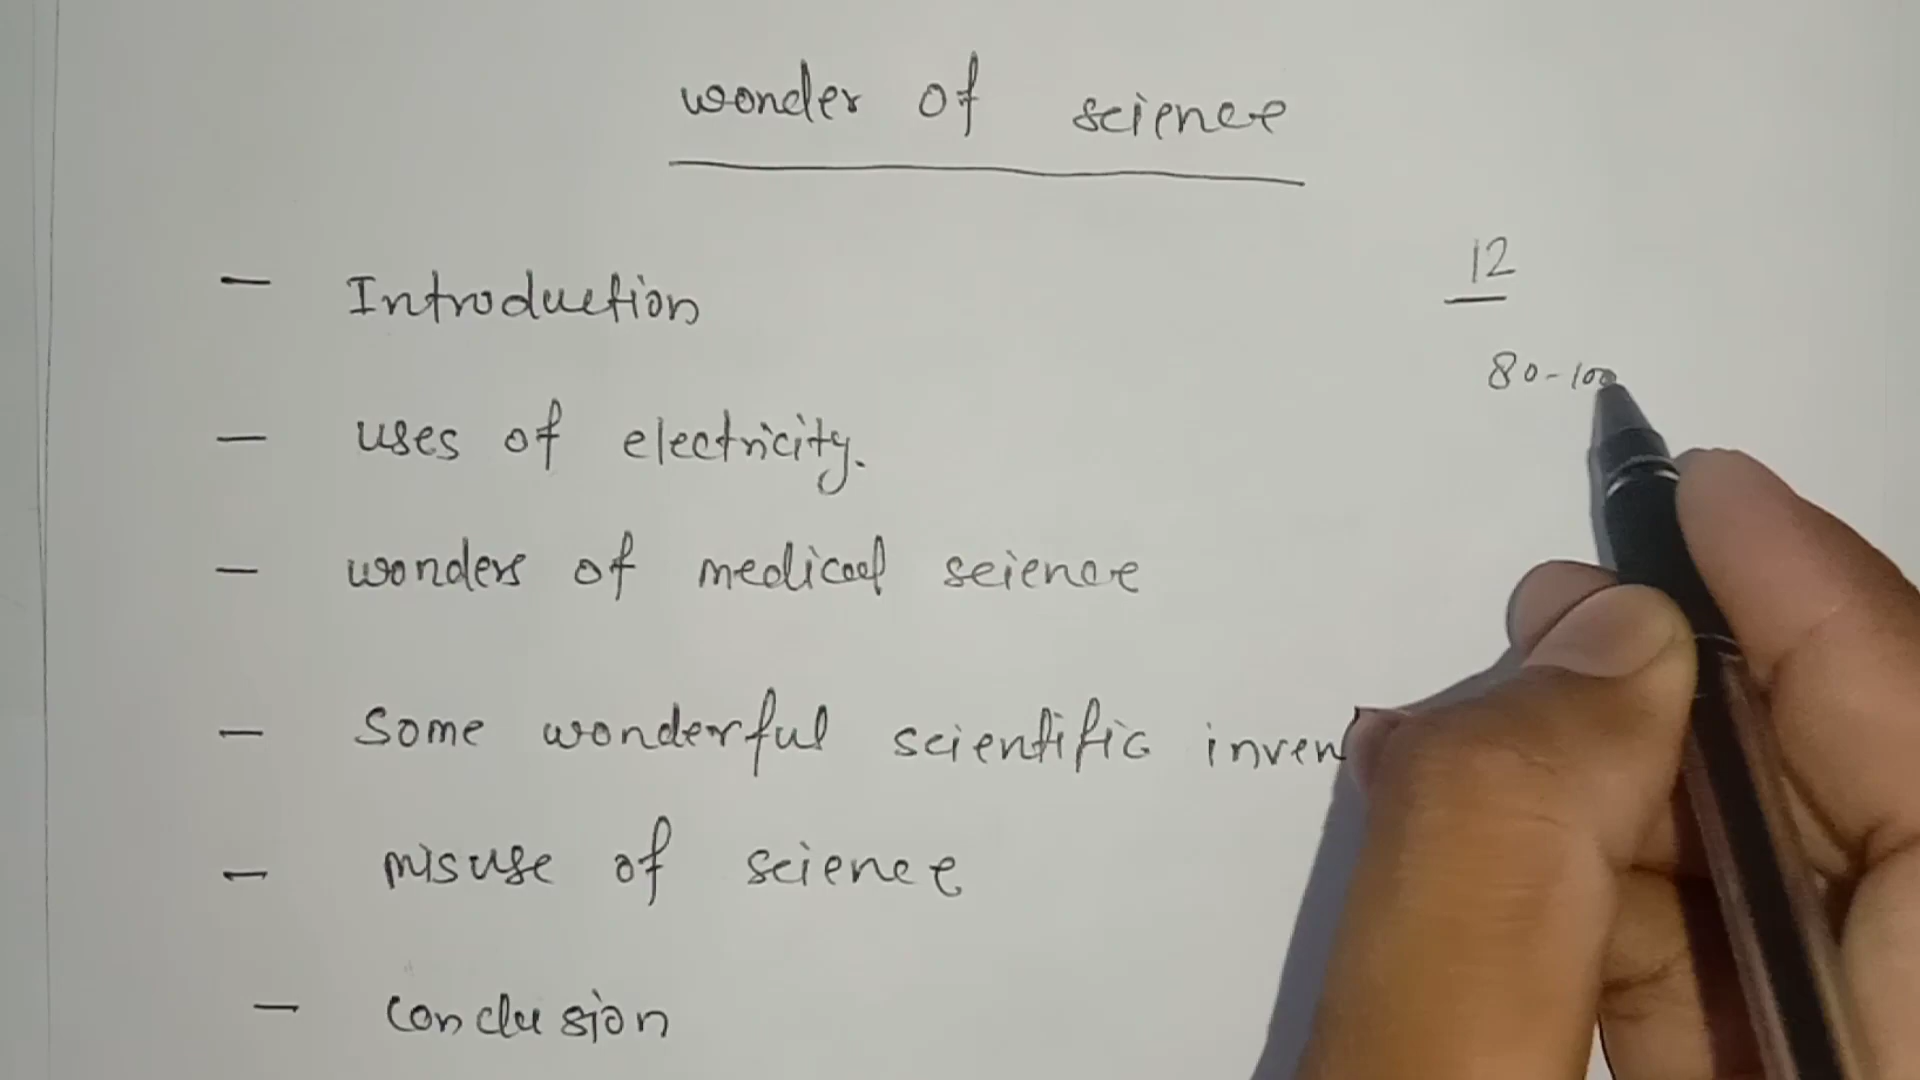 wonder of science
12
- Introduction
80-100
- uses of electricity.
- wonders of medical science
- Some wonderful scientific inven
- misuse of science
- conclusion